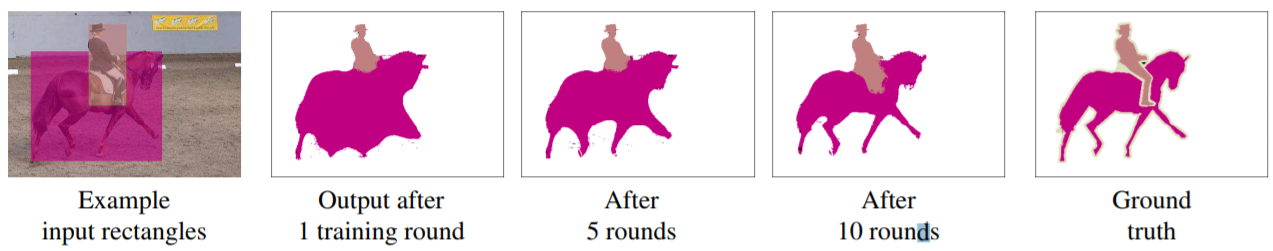 Example
input rectangles
Output after
1 training round
After
5 rounds
After
10 rounds
Ground
truth